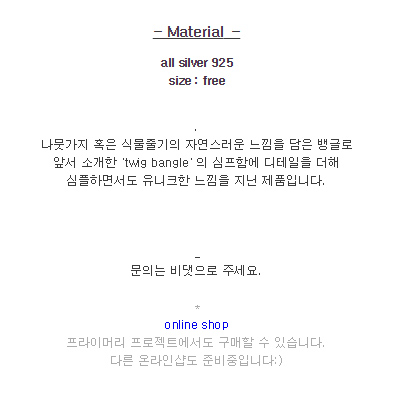 - Material -
all silver 925
size : free
.
나뭇가지 혹은 식물줄기의 자연스러운 느낌을 담은 뱅글로
앞서 소개한 'twig bangle' 의 심프함에 디테일을 더해
심플하면서도 유니크한 느낌을 지닌 제품입니다.
_
문의는 비댓으로 주세요.
*
online shop
프라이머리 프로젝트에서도 구매할 수 있습니다.
다른 온라인샵도 준비중입니다:)